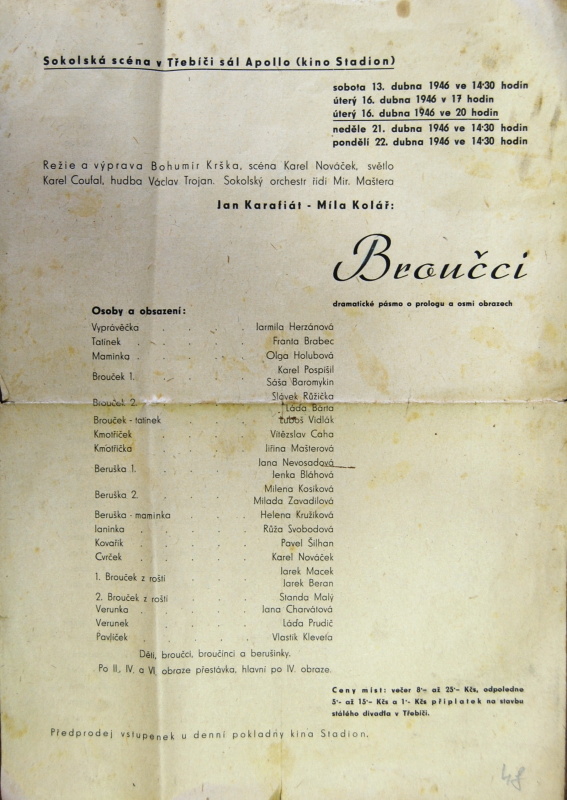 Sokolská scéna v Třebíči sál Apollo (kino Stadion)
sobota 13. dubna 1946 ve 14·30 hodin
úterý 16. dubna 1946 v 17 hodin
úterý 16. dubna 1946 ve 20 hodin
neděle 21. dubna 1946 ve 14·30 hodin
pondělí 22. dubna 1946 ve 14·30 hodin
Režie a výprava Bohumír Krška, scéna Karel Nováček, světlo
Karel Coufal, hudba Václav Trojan. Sokolský orchestr řídí Mir. Maštera
Jan Karafiát - Míla Kolář:
Broučci
dramatické pásmo o prologu a osmi obrazech
Osoby a obsazení:
Vyprávěčka . . . . Jarmila Herzánová
Tatínek . . . . . Franta Brabec
Maminka . . . . . Olga Holubová
Brouček 1. . . . . Karel Pospíšil
Sáša Baromykin
Brouček 2. . . . . Slávek Růžička
Láďa Bárta
Brouček - tatínek . . . Luboš Vidlák
Kmotříček . . . . Vítězslav Caha
Kmotřička . . . . Jiřina Mašterová
Beruška 1. . . . . Jana Nevosadová
Jenka Bláhová
Beruška 2. . . . . Milena Kosíková
Milada Zavadilová
Beruška - maminka . . . Helena Kružíková
Janinka . . . . . Růža Svobodová
Kovařík . . . . . Pavel Šilhan
Cvrček . . . . . Karel Nováček
1. Brouček z roští . . . Jarek Macek
Jarek Beran
2. Brouček z roští . . . Standa Malý
Verunka . . . . . Jana Charvátová
Verunek . . . . . Láďa Prudič
Pavlíček . . . . . Vlastík Kleveťa
Děti, broučci, broučinci a berušinky.
Po II., IV. a VI. obraze přestávka, hlavní po IV. obraze.
Ceny míst: večer 8·– až 25·– Kčs, odpoledne
5·- až 15·– Kčs a 1·- Kčs příplatek na stavbu
stálého divadla v Třebíči.
Předprodej vstupenek u denní pokladny kina Stadion.